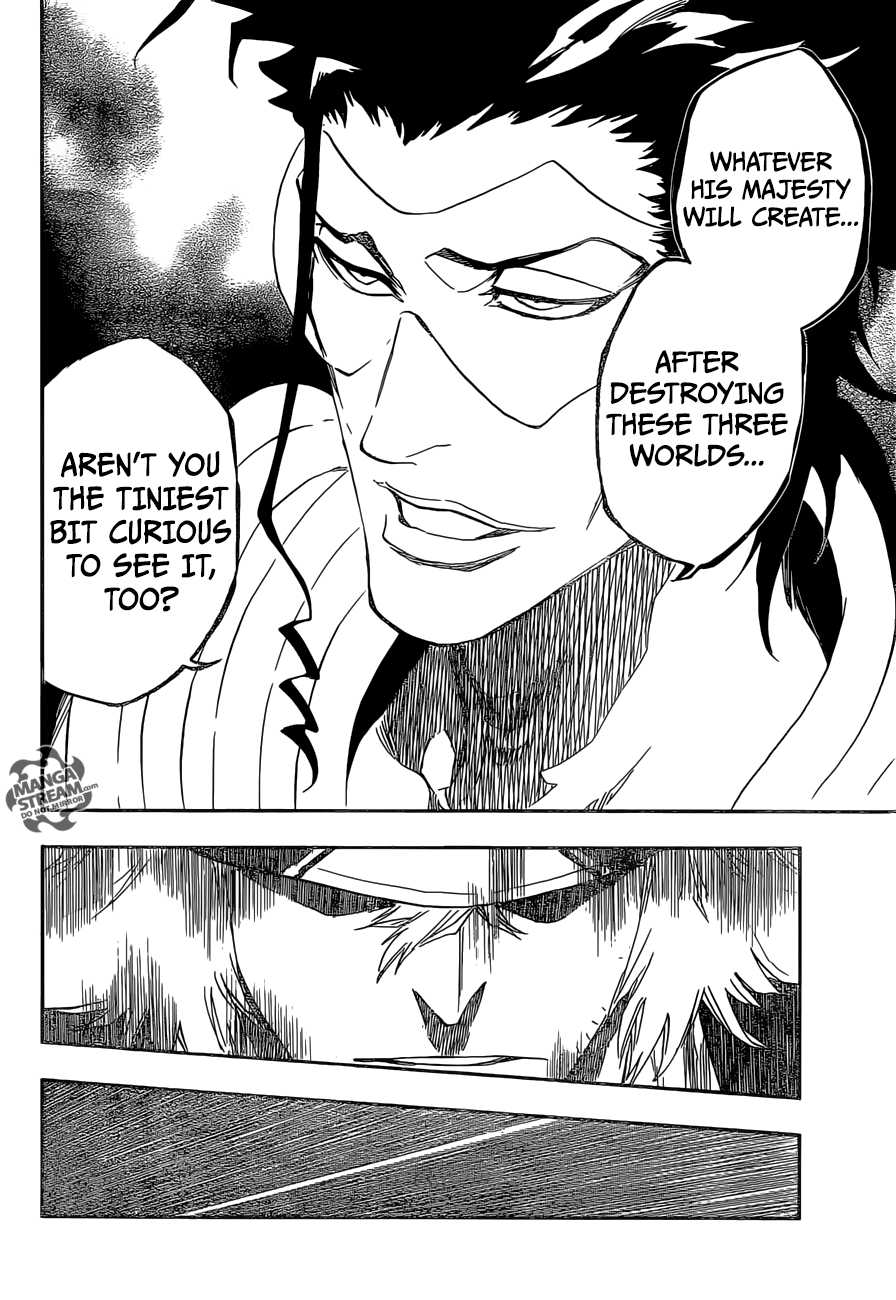 WHATEVER
HIS MAJESTY
WILL CREATE...
AFTER
DESTROYING
THESE THREE
WORLDS...
AREN'T YOU
THE TINIEST
BIT CURIOUS
TO SEE IT,
TOO?
MANGA
STREAM.com
DO NOT MIRROR